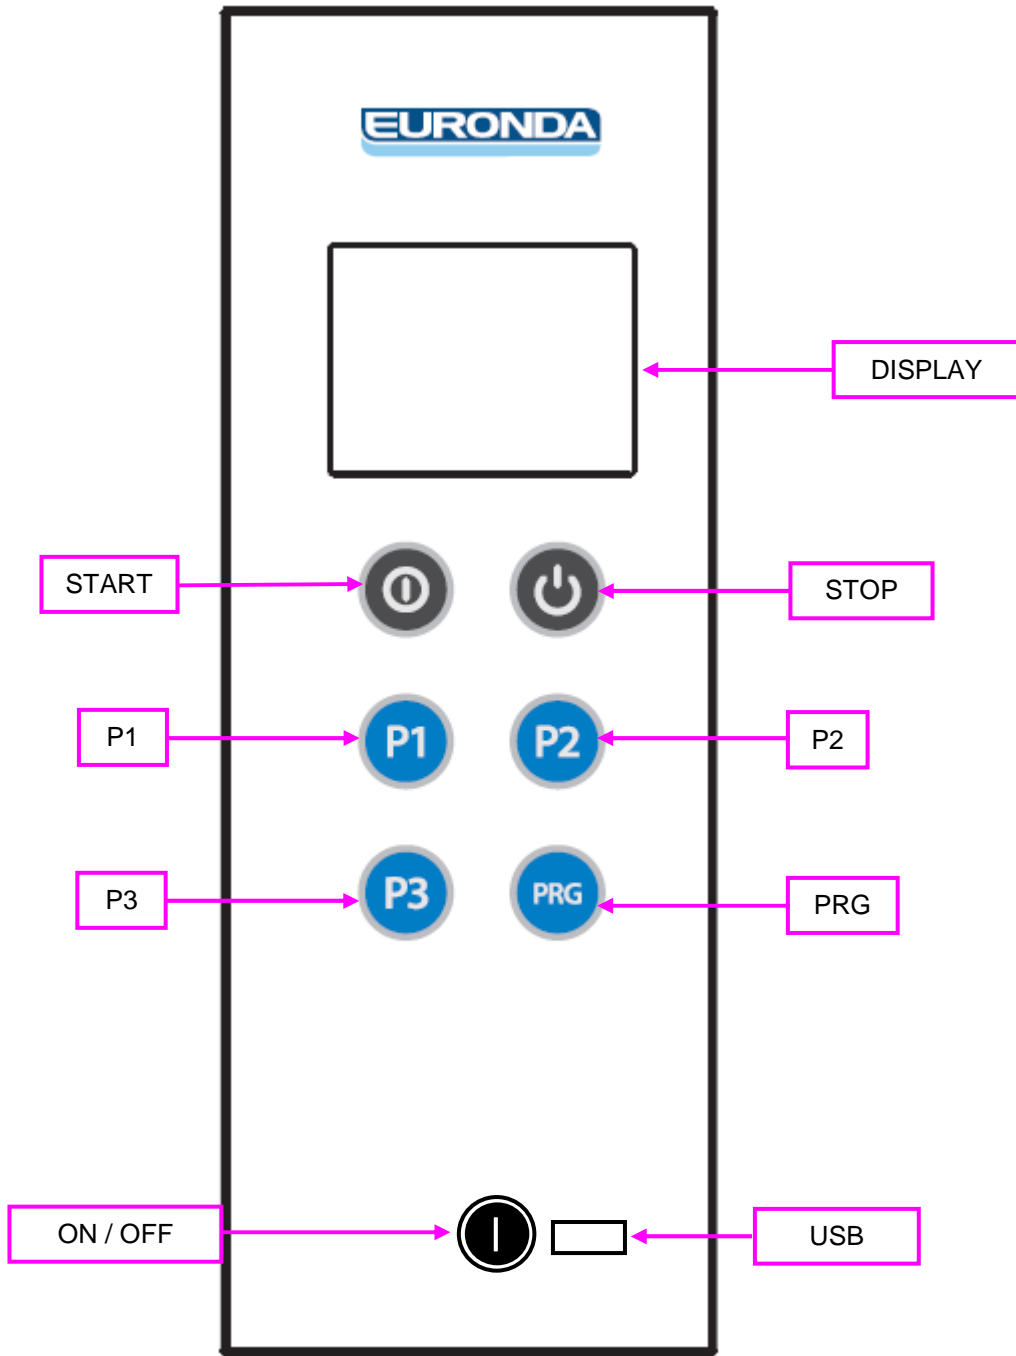 EURONDA
DISPLAY
START
STOP
P1
P1
P2
P2
P3
P3
PRG
PRG
ON / OFF
USB